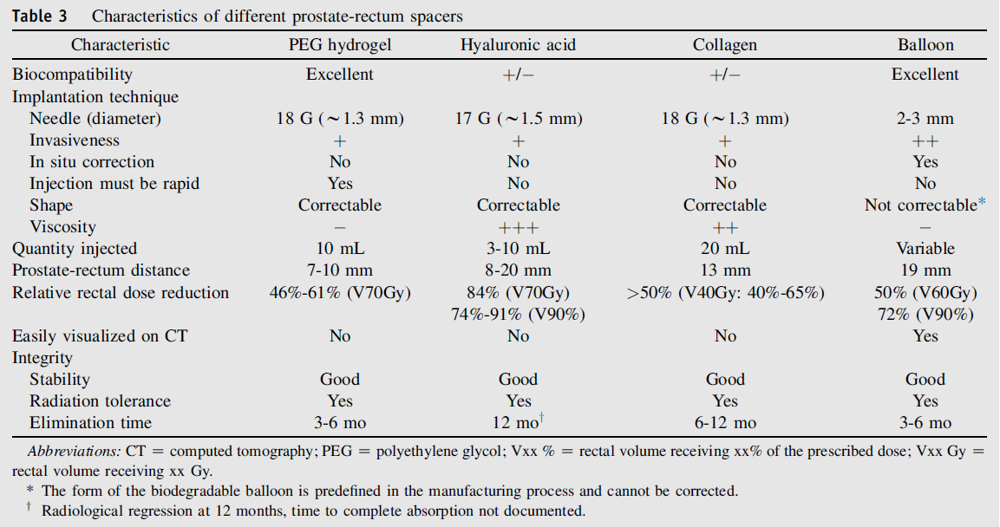 Table 3 Characteristics of different prostate-rectum spacers
Characteristic PEG hydrogel Hyaluronic acid Collagen Balloon
Biocompatibility Excellent +/− +/− Excellent
Implantation technique
Needle (diameter) 18 G (∼1.3 mm) 17 G (∼1.5 mm) 18 G (∼1.3 mm) 2-3 mm
Invasiveness + + + ++
In situ correction No No No Yes
Injection must be rapid Yes No No No
Shape Correctable Correctable Correctable Not correctable*
Viscosity − +++ ++ −
Quantity injected 10 mL 3-10 mL 20 mL Variable
Prostate-rectum distance 7-10 mm 8-20 mm 13 mm 19 mm
Relative rectal dose reduction 46%-61% (V70Gy) 84% (V70Gy) >50% (V40Gy: 40%-65%) 50% (V60Gy)
74%-91% (V90%) 72% (V90%)
Easily visualized on CT No No No Yes
Integrity
Stability Good Good Good Good
Radiation tolerance Yes Yes Yes Yes
Elimination time 3-6 mo 12 mo† 6-12 mo 3-6 mo
Abbreviations: CT = computed tomography; PEG = polyethylene glycol; Vxx % = rectal volume receiving xx% of the prescribed dose; Vxx Gy =
rectal volume receiving xx Gy.
* The form of the biodegradable balloon is predefined in the manufacturing process and cannot be corrected.
† Radiological regression at 12 months, time to complete absorption not documented.